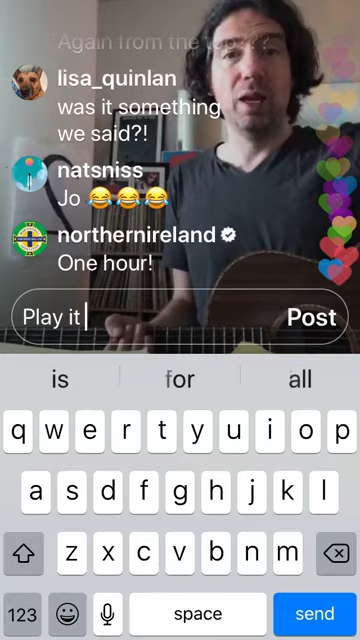 Again from the top???
lisa_quinlan
was it something
we said?!
natsniss
Jo 😂😂😂
northernireland
One hour!
Play it
Post
is for all
q w e r t y u i o p
a s d f g h j k l
z x c v b n m
123 space send